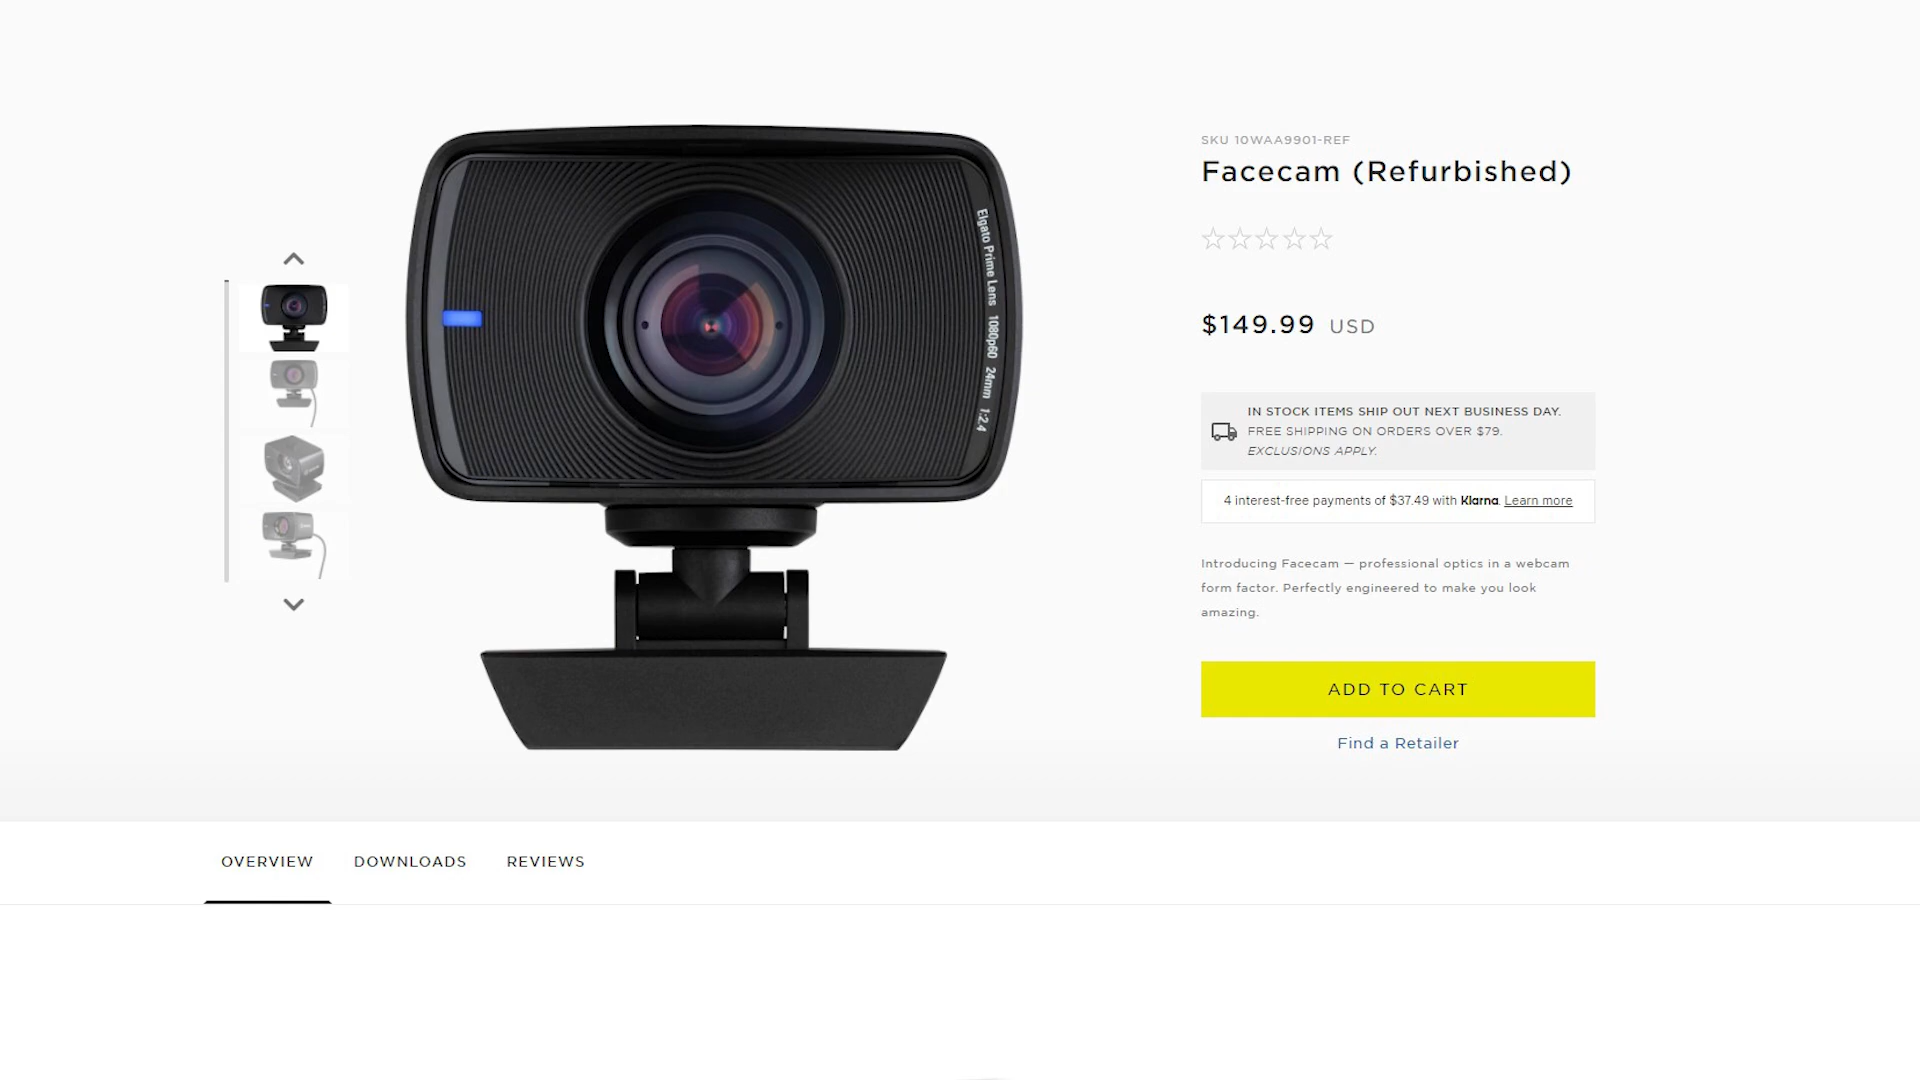 Elgato Prime Lens 1080p60 24mm 1:2.4
SKU 10WAA9901-REF
Facecam (Refurbished)
$149.99 USD
IN STOCK ITEMS SHIP OUT NEXT BUSINESS DAY.
FREE SHIPPING ON ORDERS OVER $79.
EXCLUSIONS APPLY.
4 interest-free payments of $37.49 with Klarna. Learn more
Introducing Facecam — professional optics in a webcam
form factor. Perfectly engineered to make you look
amazing.
ADD TO CART
Find a Retailer
OVERVIEW DOWNLOADS REVIEWS